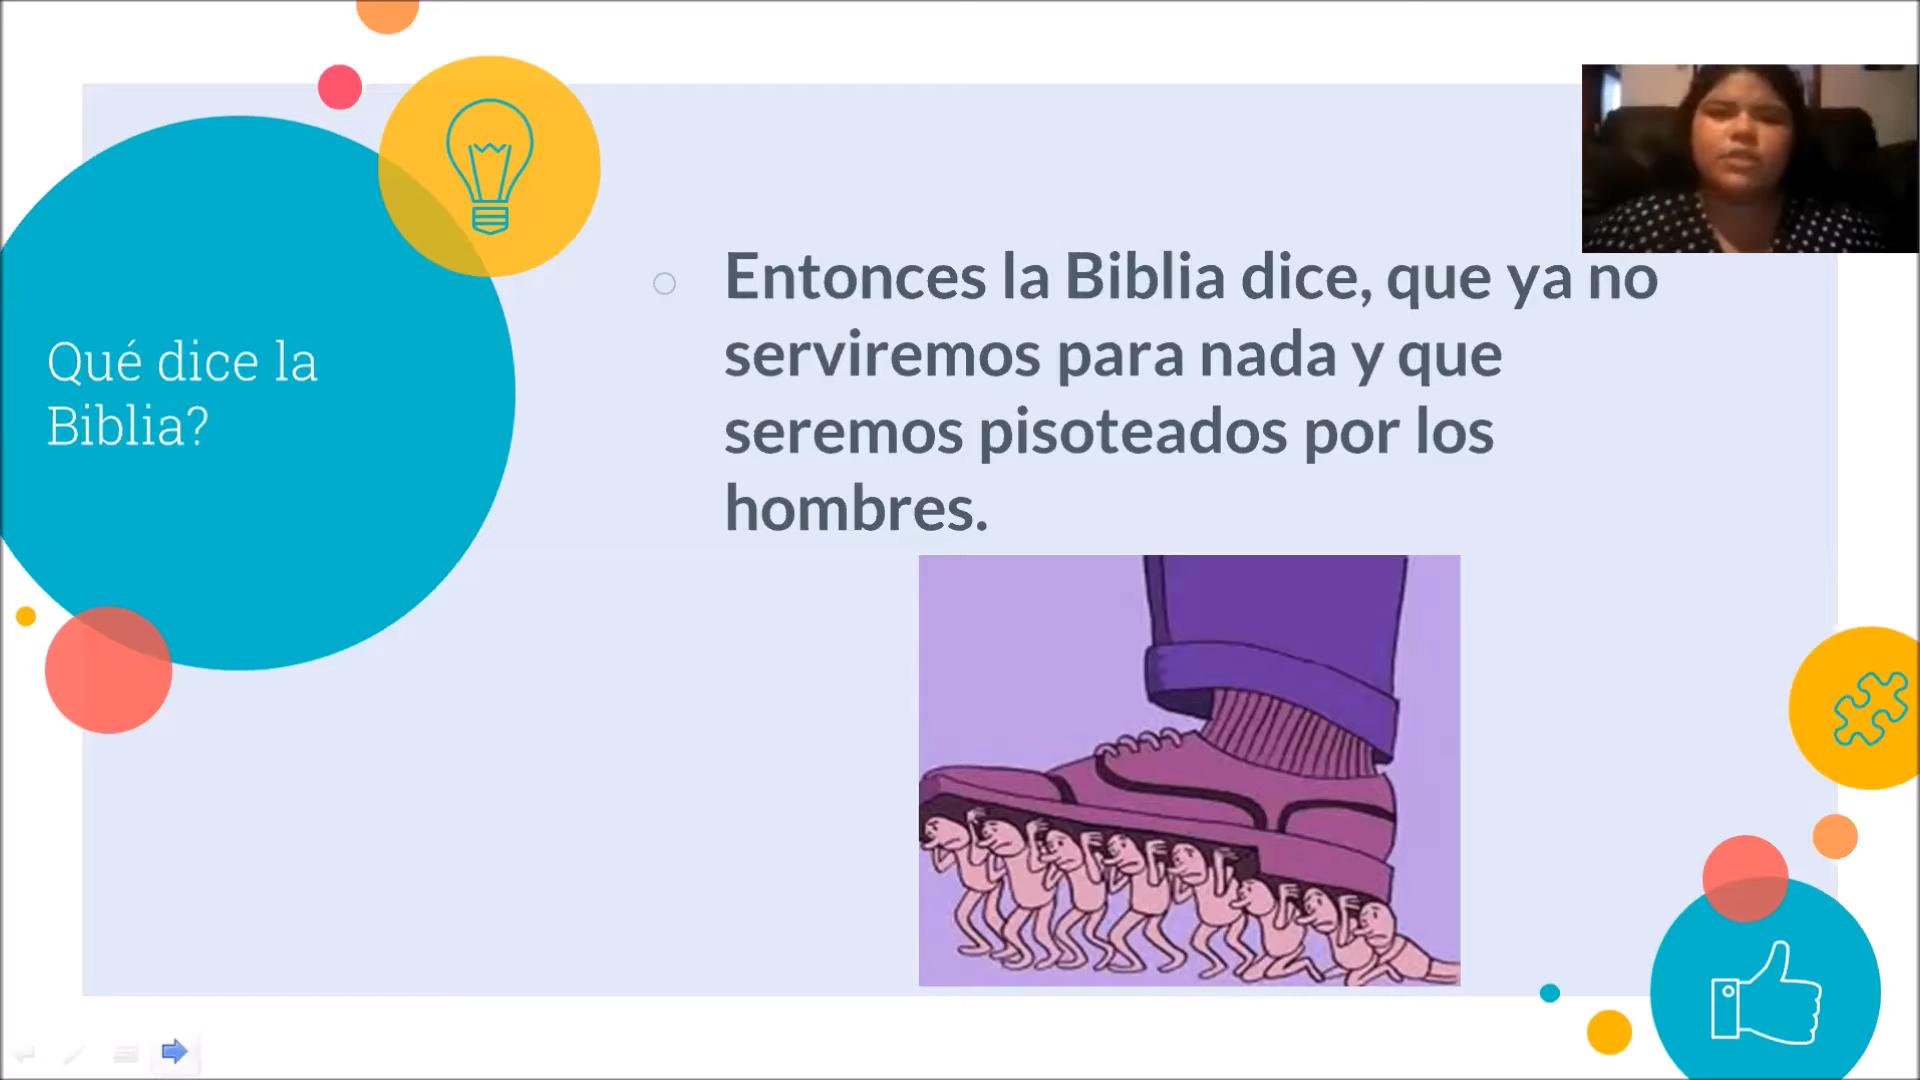 Qué dice la
Biblia?
Entonces la Biblia dice, que ya no
serviremos para nada y que
seremos pisoteados por los
hombres.